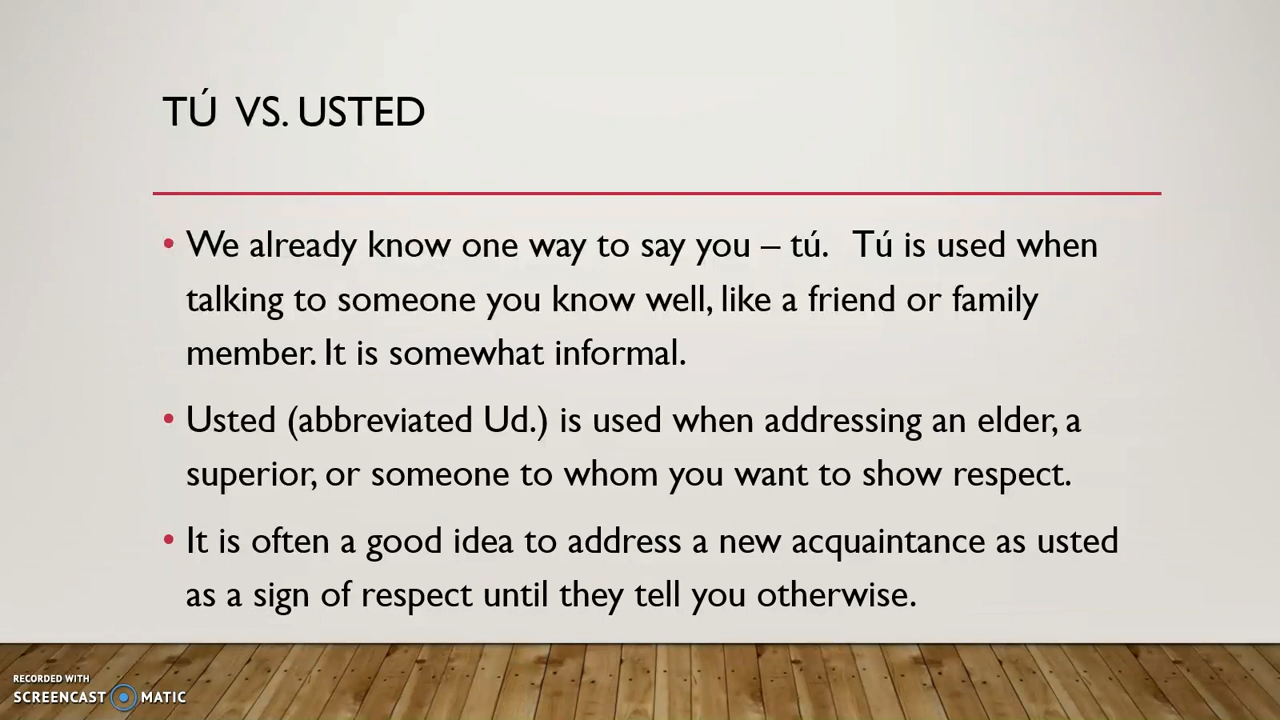 TÚ VS. USTED
• We already know one way to say you – tú. Tú is used when
talking to someone you know well, like a friend or family
member. It is somewhat informal.
• Usted (abbreviated Ud.) is used when addressing an elder, a
superior, or someone to whom you want to show respect.
• It is often a good idea to address a new acquaintance as usted
as a sign of respect until they tell you otherwise.
RECORDED WITH
SCREENCAST MATIC